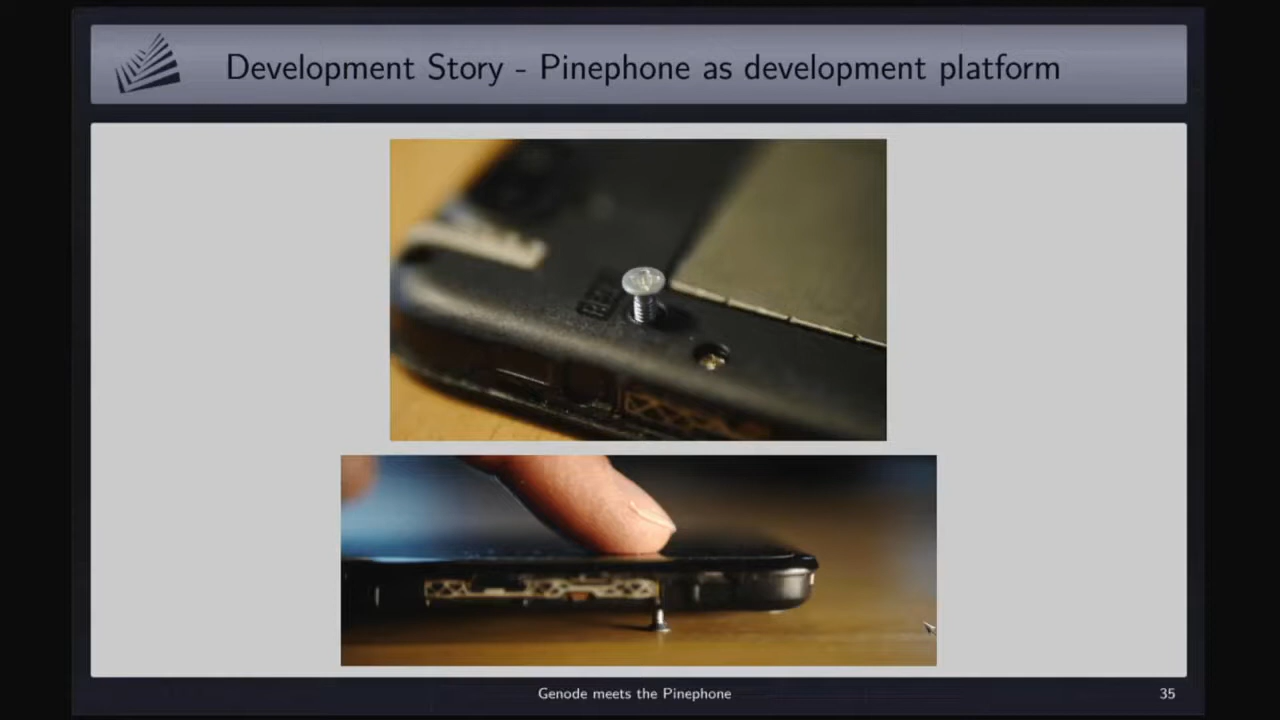 Development Story - Pinephone as development platform
Genode meets the Pinephone
35